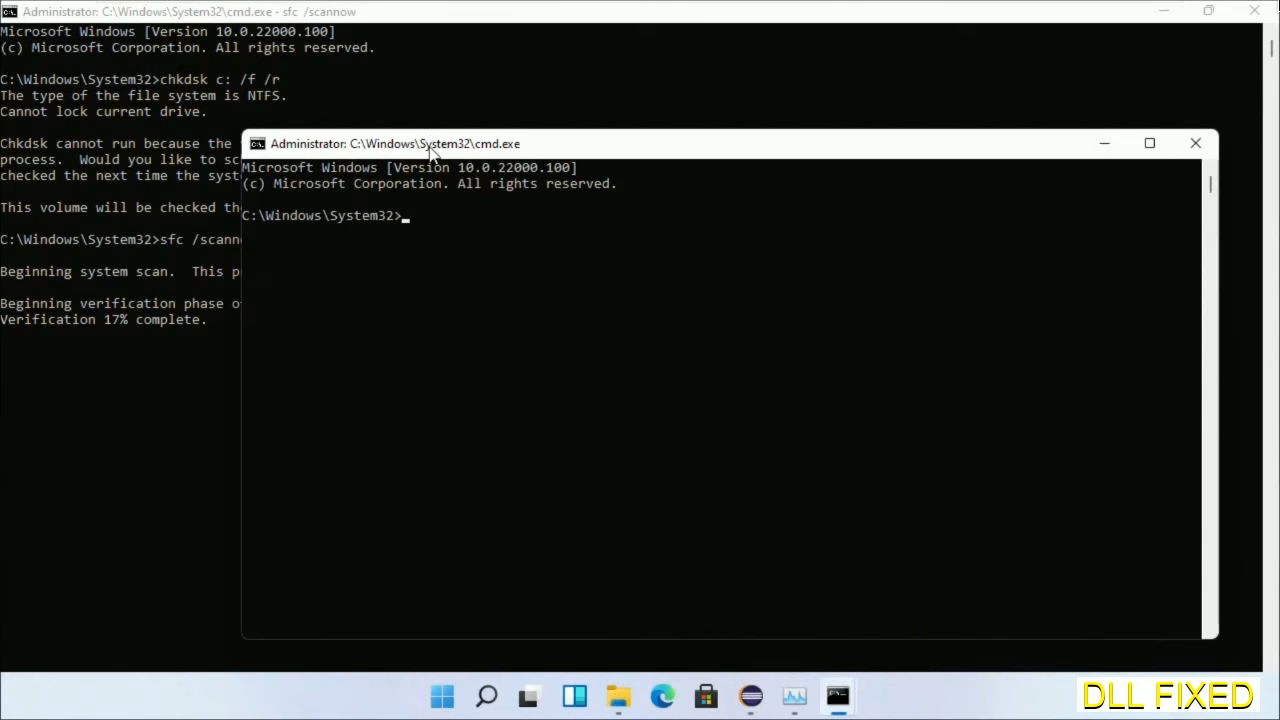 Administrator: C:\Windows\System32\cmd.exe - sfc /scannow
Microsoft Windows [Version 10.0.22000.100]
(c) Microsoft Corporation. All rights reserved.
C:\Windows\System32>chkdsk c: /f /r
The type of the file system is NTFS.
Cannot lock current drive.
Chkdsk cannot run because the
process. Would you like to sc
checked the next time the syst
This volume will be checked th
C:\Windows\System32>sfc /scann
Beginning system scan. This p
Beginning verification phase o
Verification 17% complete.
Administrator: C:\Windows\System32\cmd.exe
Microsoft Windows [Version 10.0.22000.100]
(c) Microsoft Corporation. All rights reserved.
C:\Windows\System32>
DLL FIXED